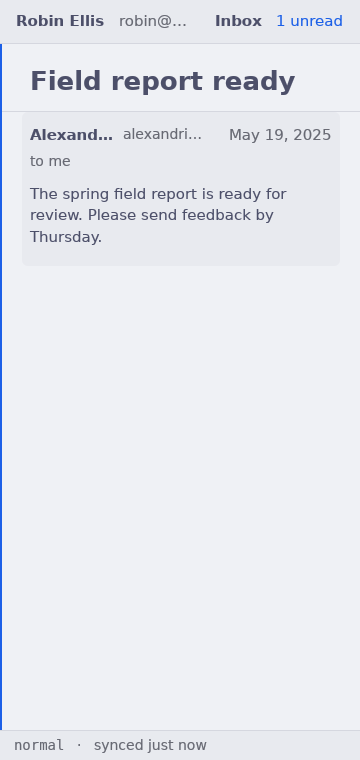 Robin Ellis robin@… Inbox 1 unread
Field report ready
Alexand… alexandri… May 19, 2025
to me
The spring field report is ready for
review. Please send feedback by
Thursday.
normal · synced just now